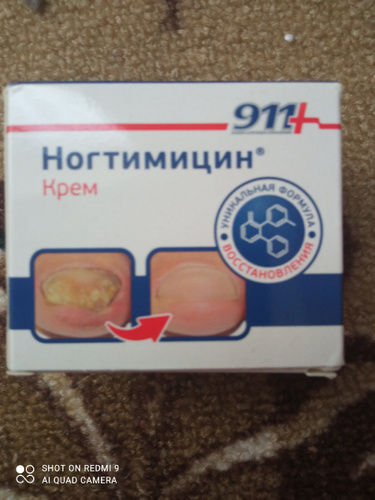 911+
Ногтимицин®
Крем
УНИКАЛЬНАЯ ФОРМУЛА
ВОССТАНОВЛЕНИЯ
SHOT ON REDMI 9
AI QUAD CAMERA